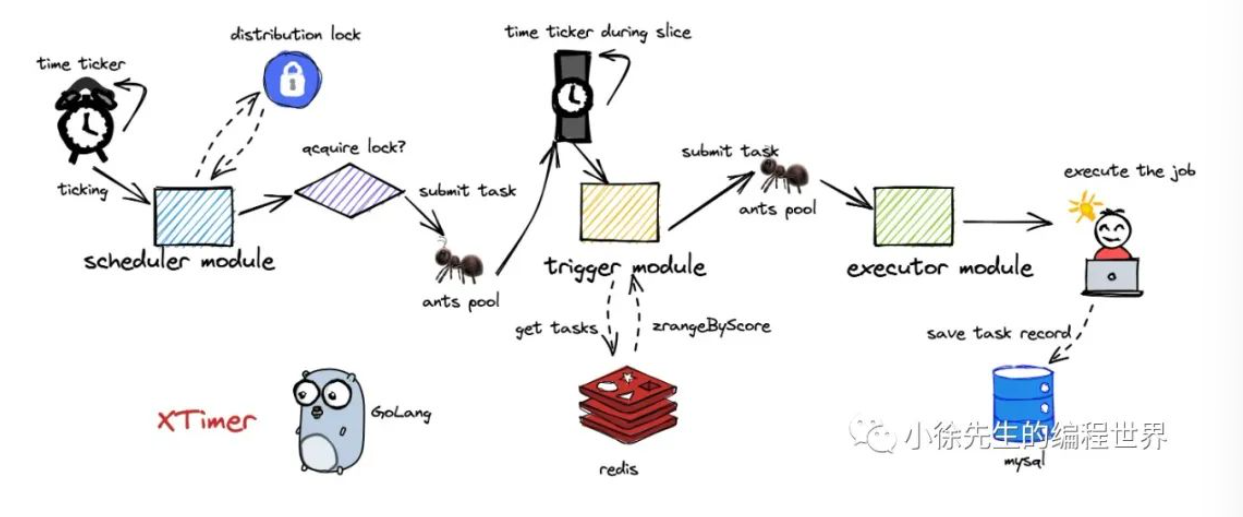 time ticker
distribution lock
time ticker during slice
ticking
acquire lock?
submit task
submit task
ants pool
execute the job
scheduler module
ants pool
trigger module
executor module
get tasks
zrangeByScore
save task record
XTimer
GoLang
redis
小徐先生的编程世界
mysql